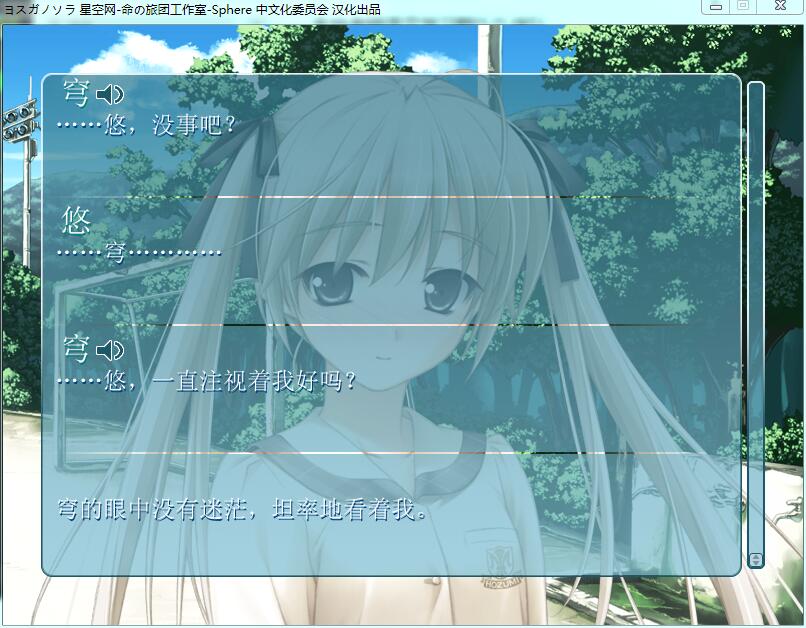 ヨスガノソラ 星空网-命の旅团工作室-Sphere 中文化委员会 汉化出品
穹
……悠，没事吧？
悠
……穹…………
穹
……悠，一直注视着我好吗？
穹的眼中没有迷茫，坦率地看着我。
HOZUMI